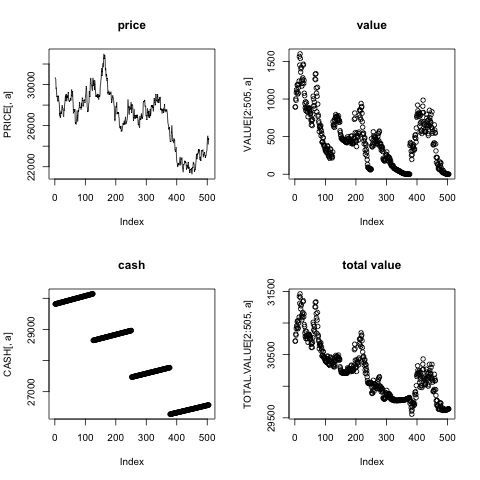 price
PRICE[, a]
22000 26000 30000
0 100 200 300 400 500
Index
value
VALUE[2:505, a]
0 500 1000 1500
0 100 200 300 400 500
Index
cash
CASH[, a]
27000 29000
0 100 200 300 400 500
Index
total value
TOTAL.VALUE[2:505, a]
29500 30500 31500
0 100 200 300 400 500
Index